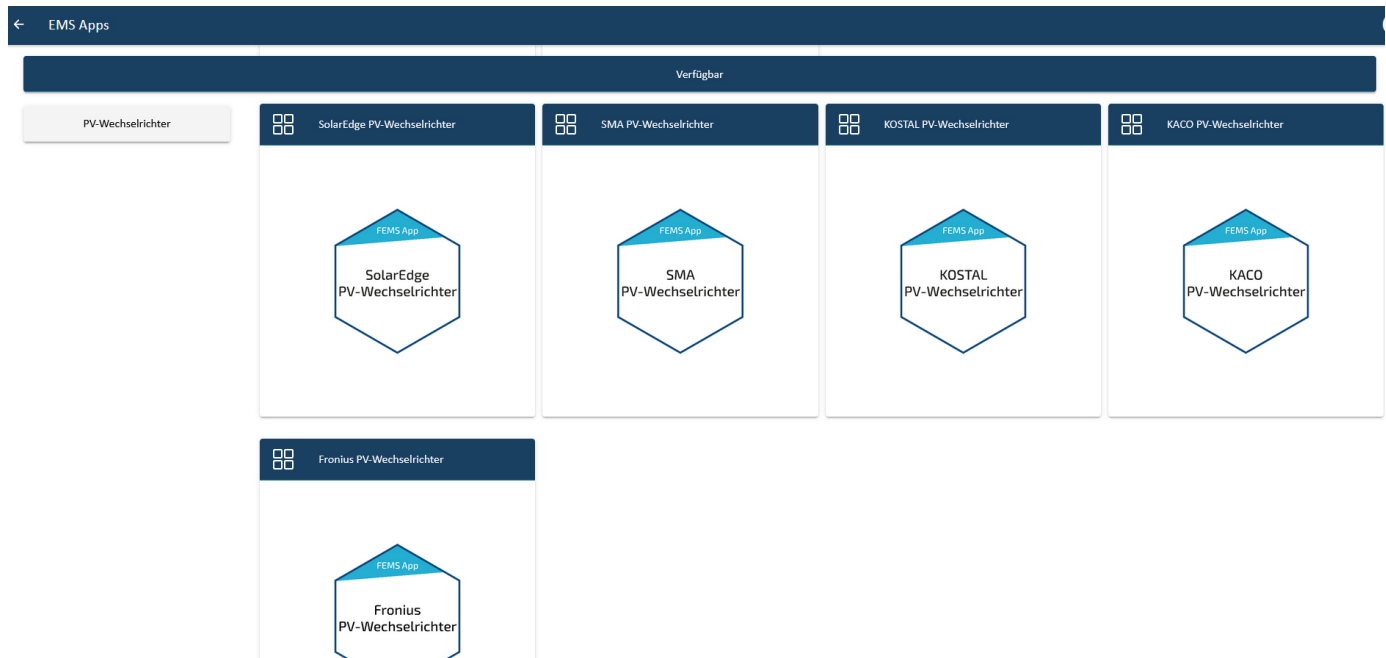 EMS Apps
Verfügbar
PV-Wechselrichter
SolarEdge PV-Wechselrichter
SMA PV-Wechselrichter
KOSTAL PV-Wechselrichter
KACO PV-Wechselrichter
FEMS App
SolarEdge
PV-Wechselrichter
FEMS App
SMA
PV-Wechselrichter
FEMS App
KOSTAL
PV-Wechselrichter
FEMS App
KACO
PV-Wechselrichter
Fronius PV-Wechselrichter
FEMS App
Fronius
PV-Wechselrichter